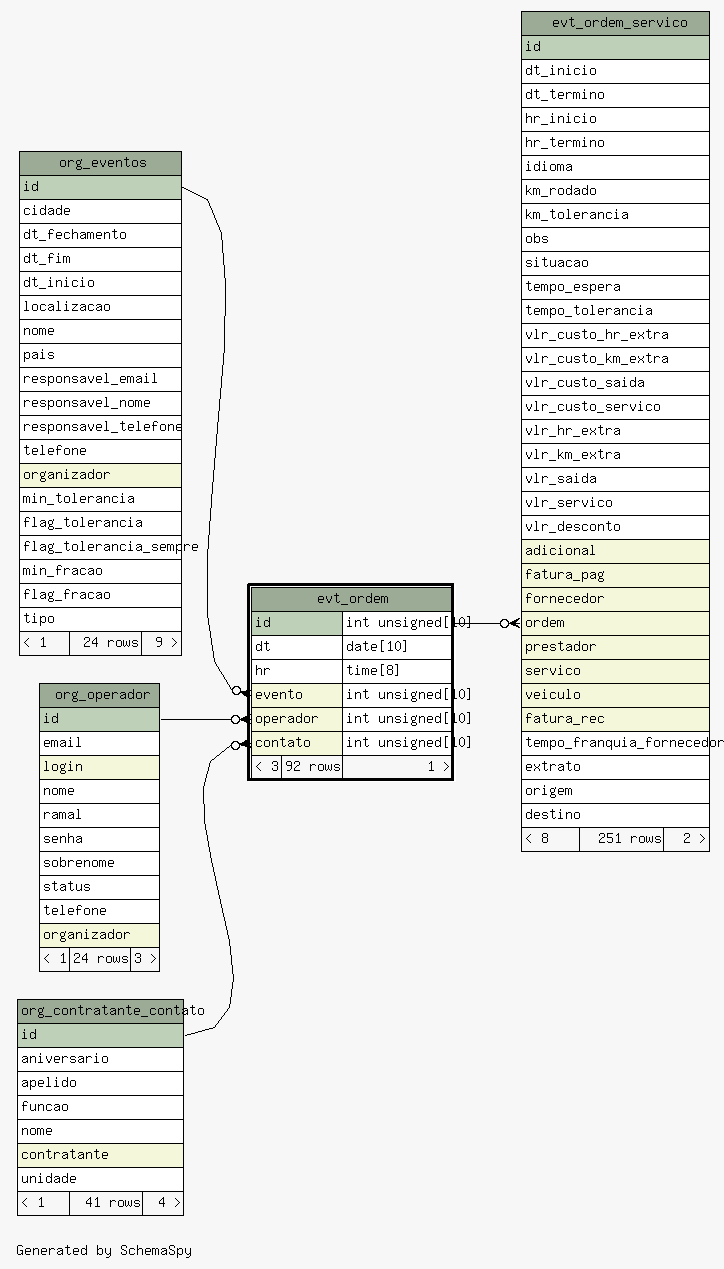 evt_ordem_servico
id
dt_inicio
dt_termino
hr_inicio
hr_termino
idioma
km_rodado
km_tolerancia
obs
situacao
tempo_espera
tempo_tolerancia
vlr_custo_hr_extra
vlr_custo_km_extra
vlr_custo_saida
vlr_custo_servico
vlr_hr_extra
vlr_km_extra
vlr_saida
vlr_servico
vlr_desconto
adicional
fatura_pag
fornecedor
ordem
prestador
servico
veiculo
fatura_rec
tempo_franquia_fornecedor
extrato
origem
destino
< 8 251 rows 2 >
org_eventos
id
cidade
dt_fechamento
dt_fim
dt_inicio
localizacao
nome
pais
responsavel_email
responsavel_nome
responsavel_telefone
telefone
organizador
min_tolerancia
flag_tolerancia
flag_tolerancia_sempre
min_fracao
flag_fracao
tipo
< 1 24 rows 9 >
evt_ordem
id int unsigned[10]
dt date[10]
hr time[8]
evento int unsigned[10]
operador int unsigned[10]
contato int unsigned[10]
< 3 92 rows 1 >
org_operador
id
email
login
nome
ramal
senha
sobrenome
status
telefone
organizador
< 1 24 rows 3 >
org_contratante_contato
id
aniversario
apelido
funcao
nome
contratante
unidade
< 1 41 rows 4 >
Generated by SchemaSpy